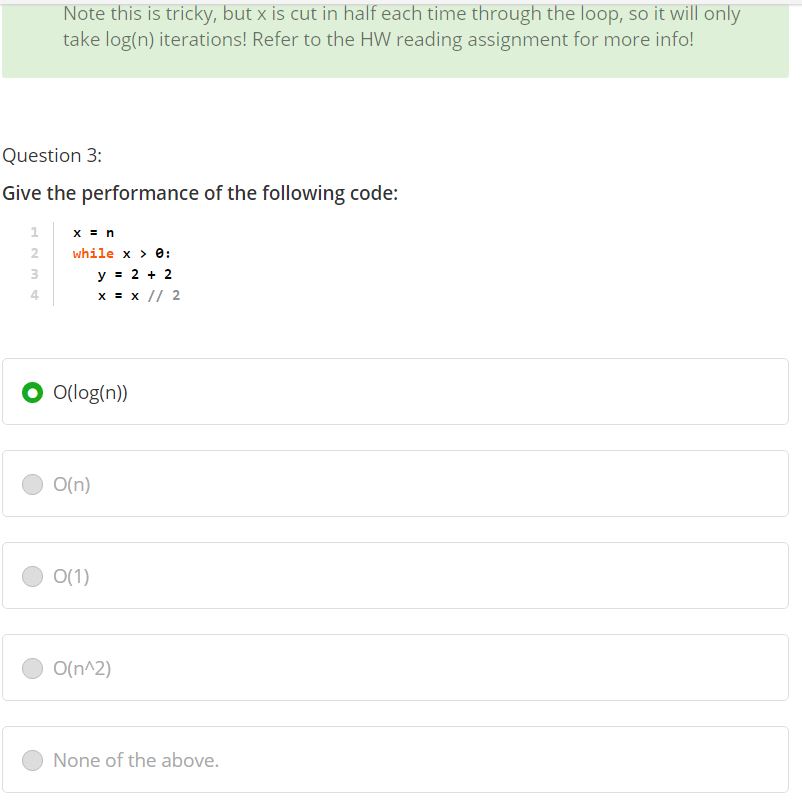 Note this is tricky, but x is cut in half each time through the loop, so it will only
take log(n) iterations! Refer to the HW reading assignment for more info!
Question 3:
Give the performance of the following code:
1 x = n
2 while x > 0:
3 y = 2 + 2
4 x = x // 2
O(log(n))
O(n)
O(1)
O(n^2)
None of the above.